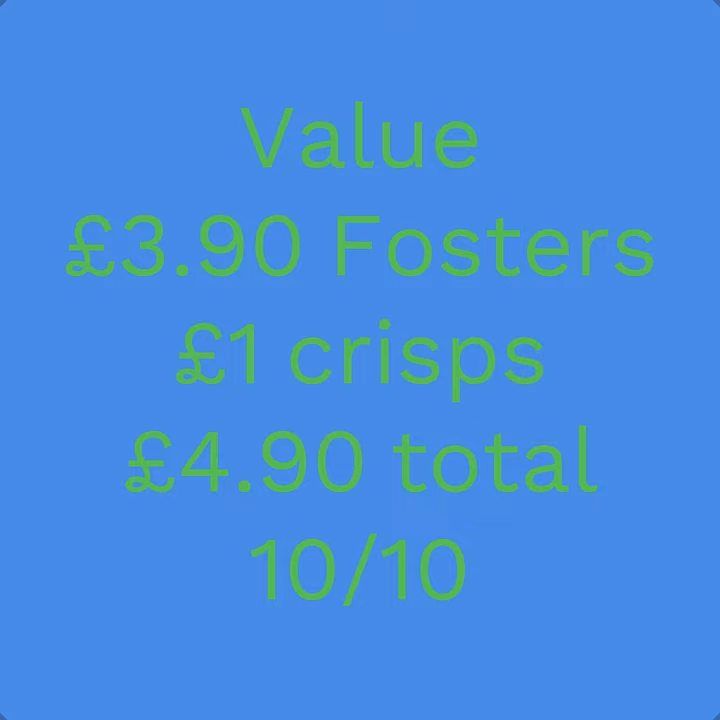 Value
£3.90 Fosters
£1 crisps
£4.90 total
10/10